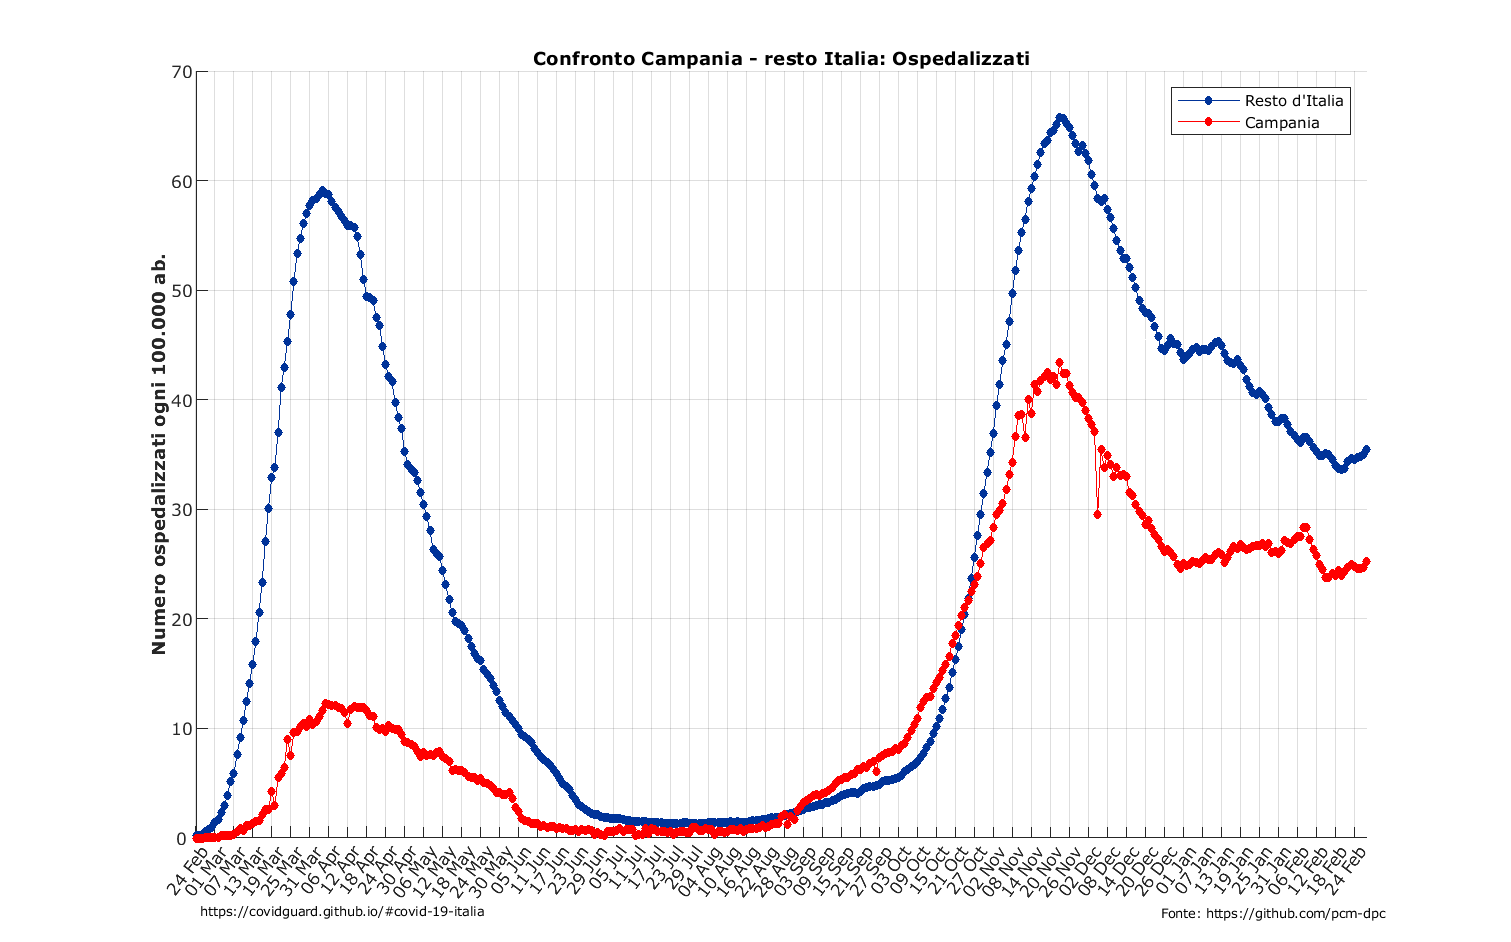 Confronto Campania - resto Italia: Ospedalizzati
Numero ospedalizzati ogni 100.000 ab.
70
60
50
40
30
20
10
0
Resto d'Italia
Campania
24 Feb
01 Mar
07 Mar
13 Mar
19 Mar
25 Mar
31 Mar
06 Apr
12 Apr
18 Apr
24 Apr
30 Apr
06 May
12 May
18 May
24 May
30 May
05 Jun
11 Jun
17 Jun
23 Jun
29 Jun
05 Jul
11 Jul
17 Jul
23 Jul
29 Jul
04 Aug
10 Aug
16 Aug
22 Aug
28 Aug
03 Sep
09 Sep
15 Sep
21 Sep
27 Sep
03 Oct
09 Oct
15 Oct
21 Oct
27 Oct
02 Nov
08 Nov
14 Nov
20 Nov
26 Nov
02 Dec
08 Dec
14 Dec
20 Dec
26 Dec
01 Jan
07 Jan
13 Jan
19 Jan
25 Jan
31 Jan
06 Feb
12 Feb
18 Feb
24 Feb
https://covidguard.github.io/#covid-19-italia
Fonte: https://github.com/pcm-dpc